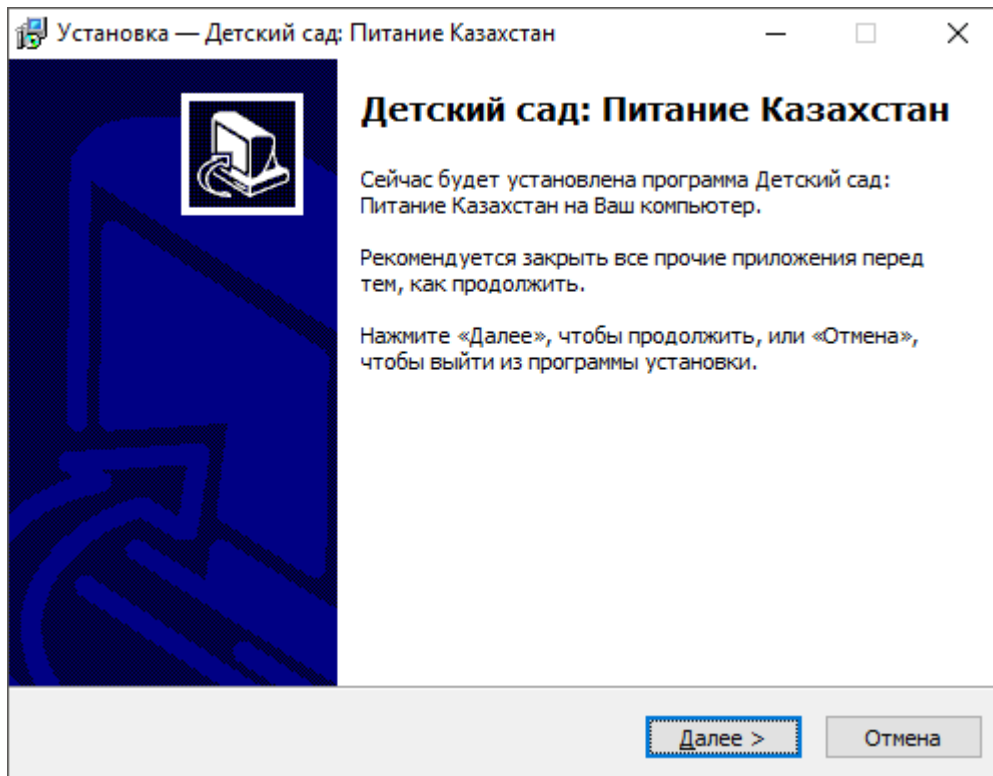 Установка — Детский сад: Питание Казахстан
Детский сад: Питание Казахстан
Сейчас будет установлена программа Детский сад:
Питание Казахстан на Ваш компьютер.
Рекомендуется закрыть все прочие приложения перед
тем, как продолжить.
Нажмите «Далее», чтобы продолжить, или «Отмена»,
чтобы выйти из программы установки.
Далее >
Отмена